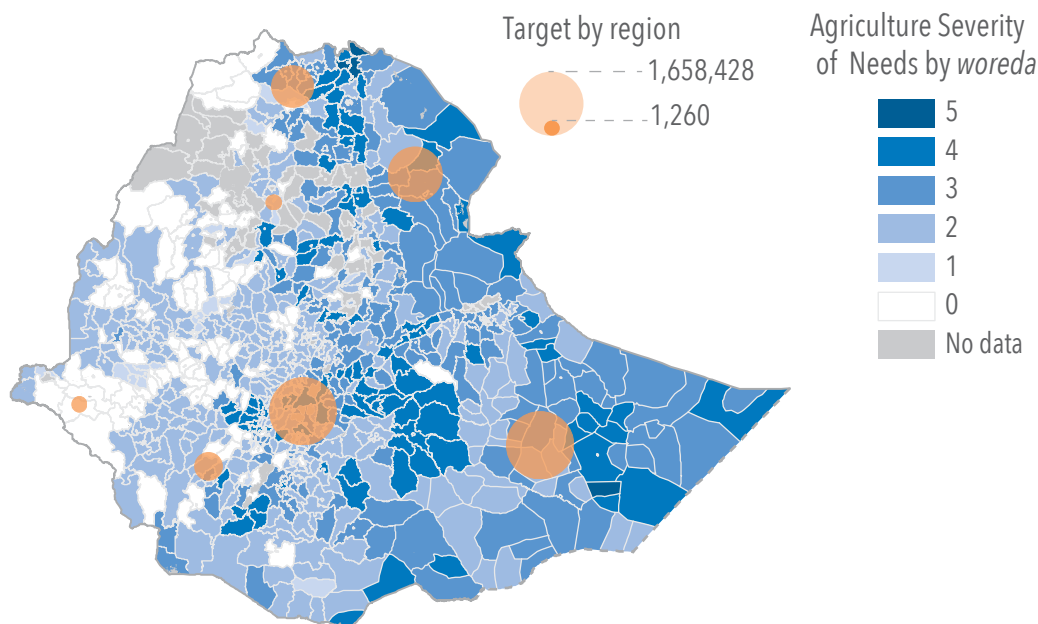 Target by region
1,658,428
1,260
Agriculture Severity
of Needs by woreda
5
4
3
2
1
0
No data